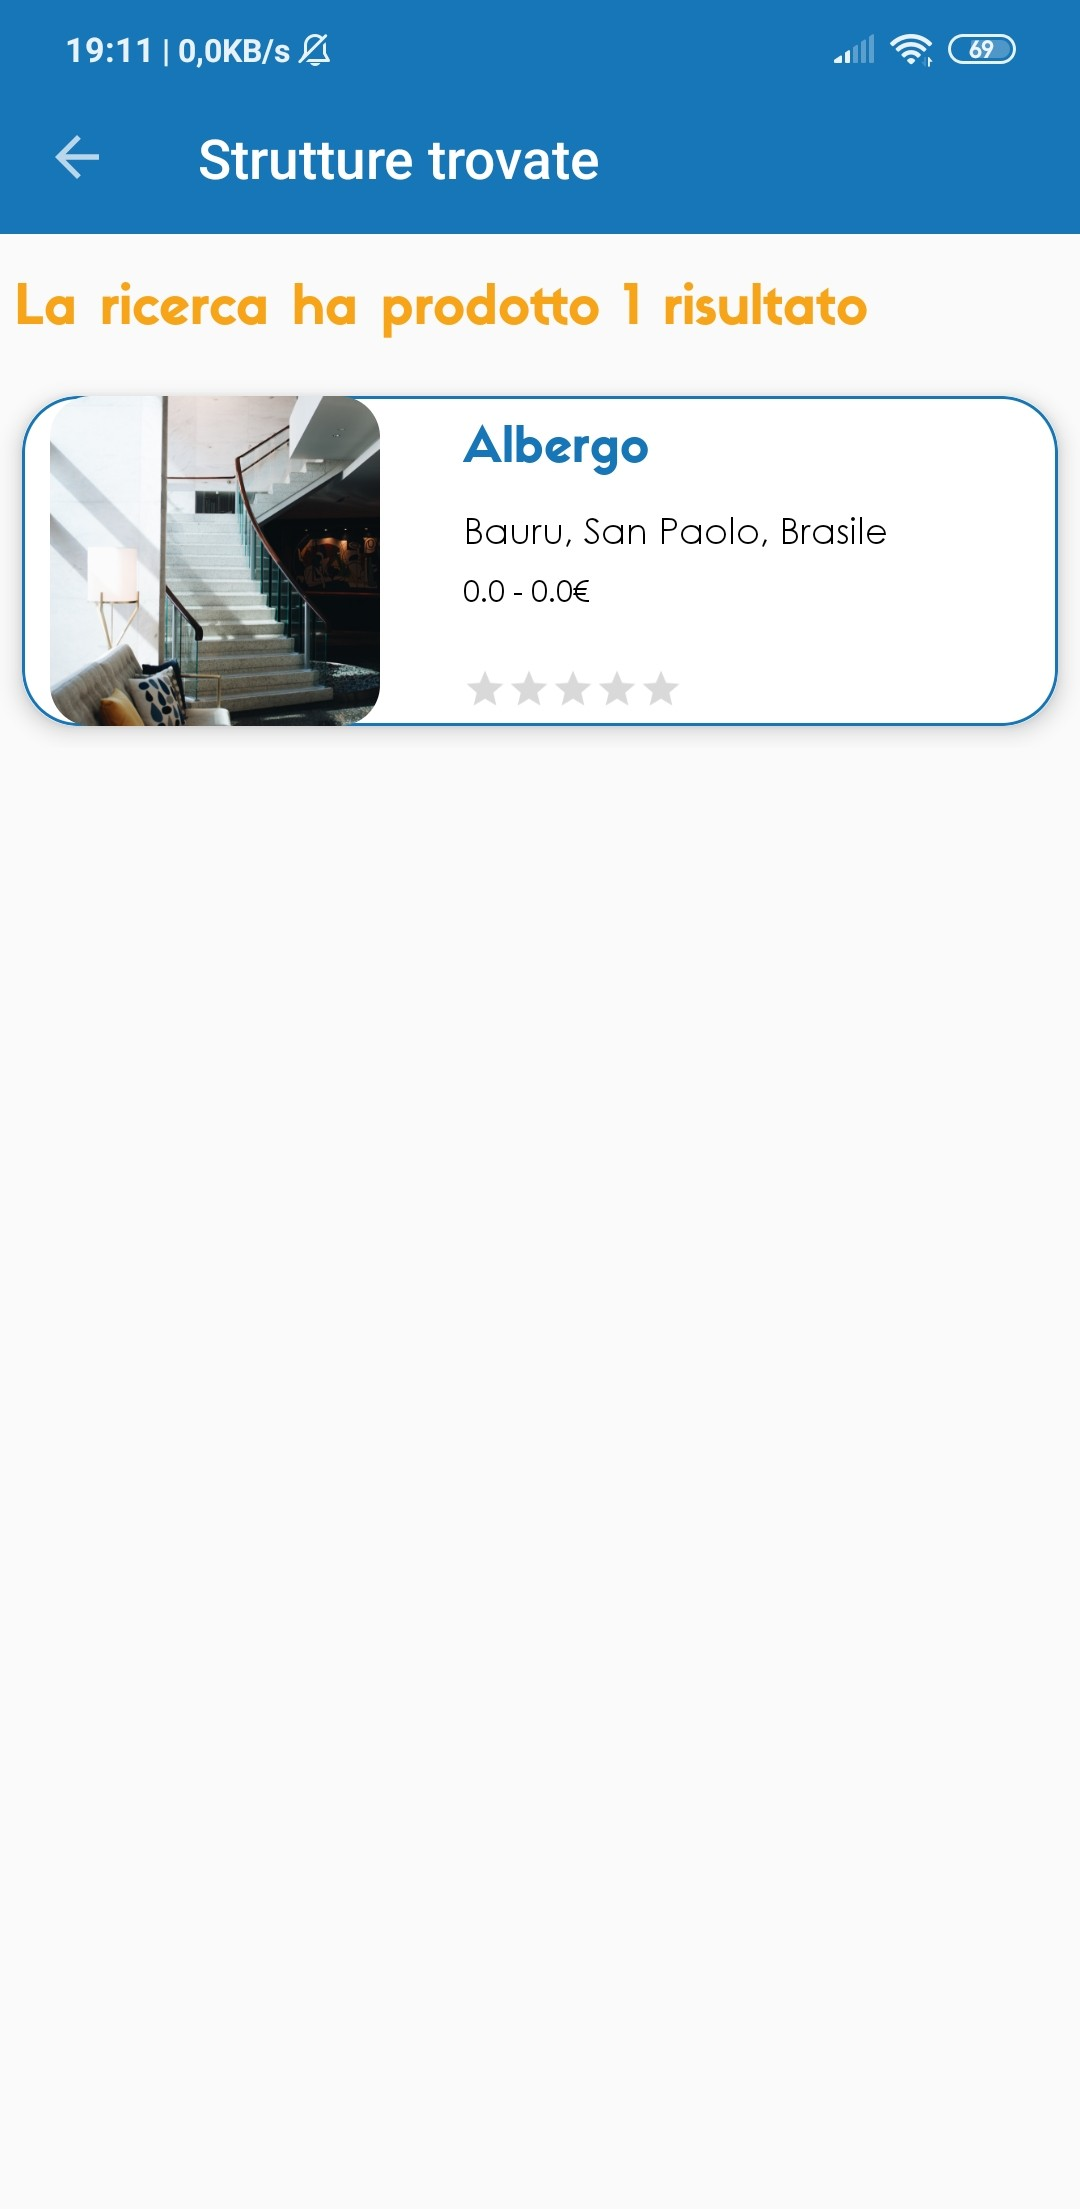 19:11 | 0,0KB/s
69
Strutture trovate
La ricerca ha prodotto 1 risultato
Albergo
Bauru, San Paolo, Brasile
0.0 - 0.0€